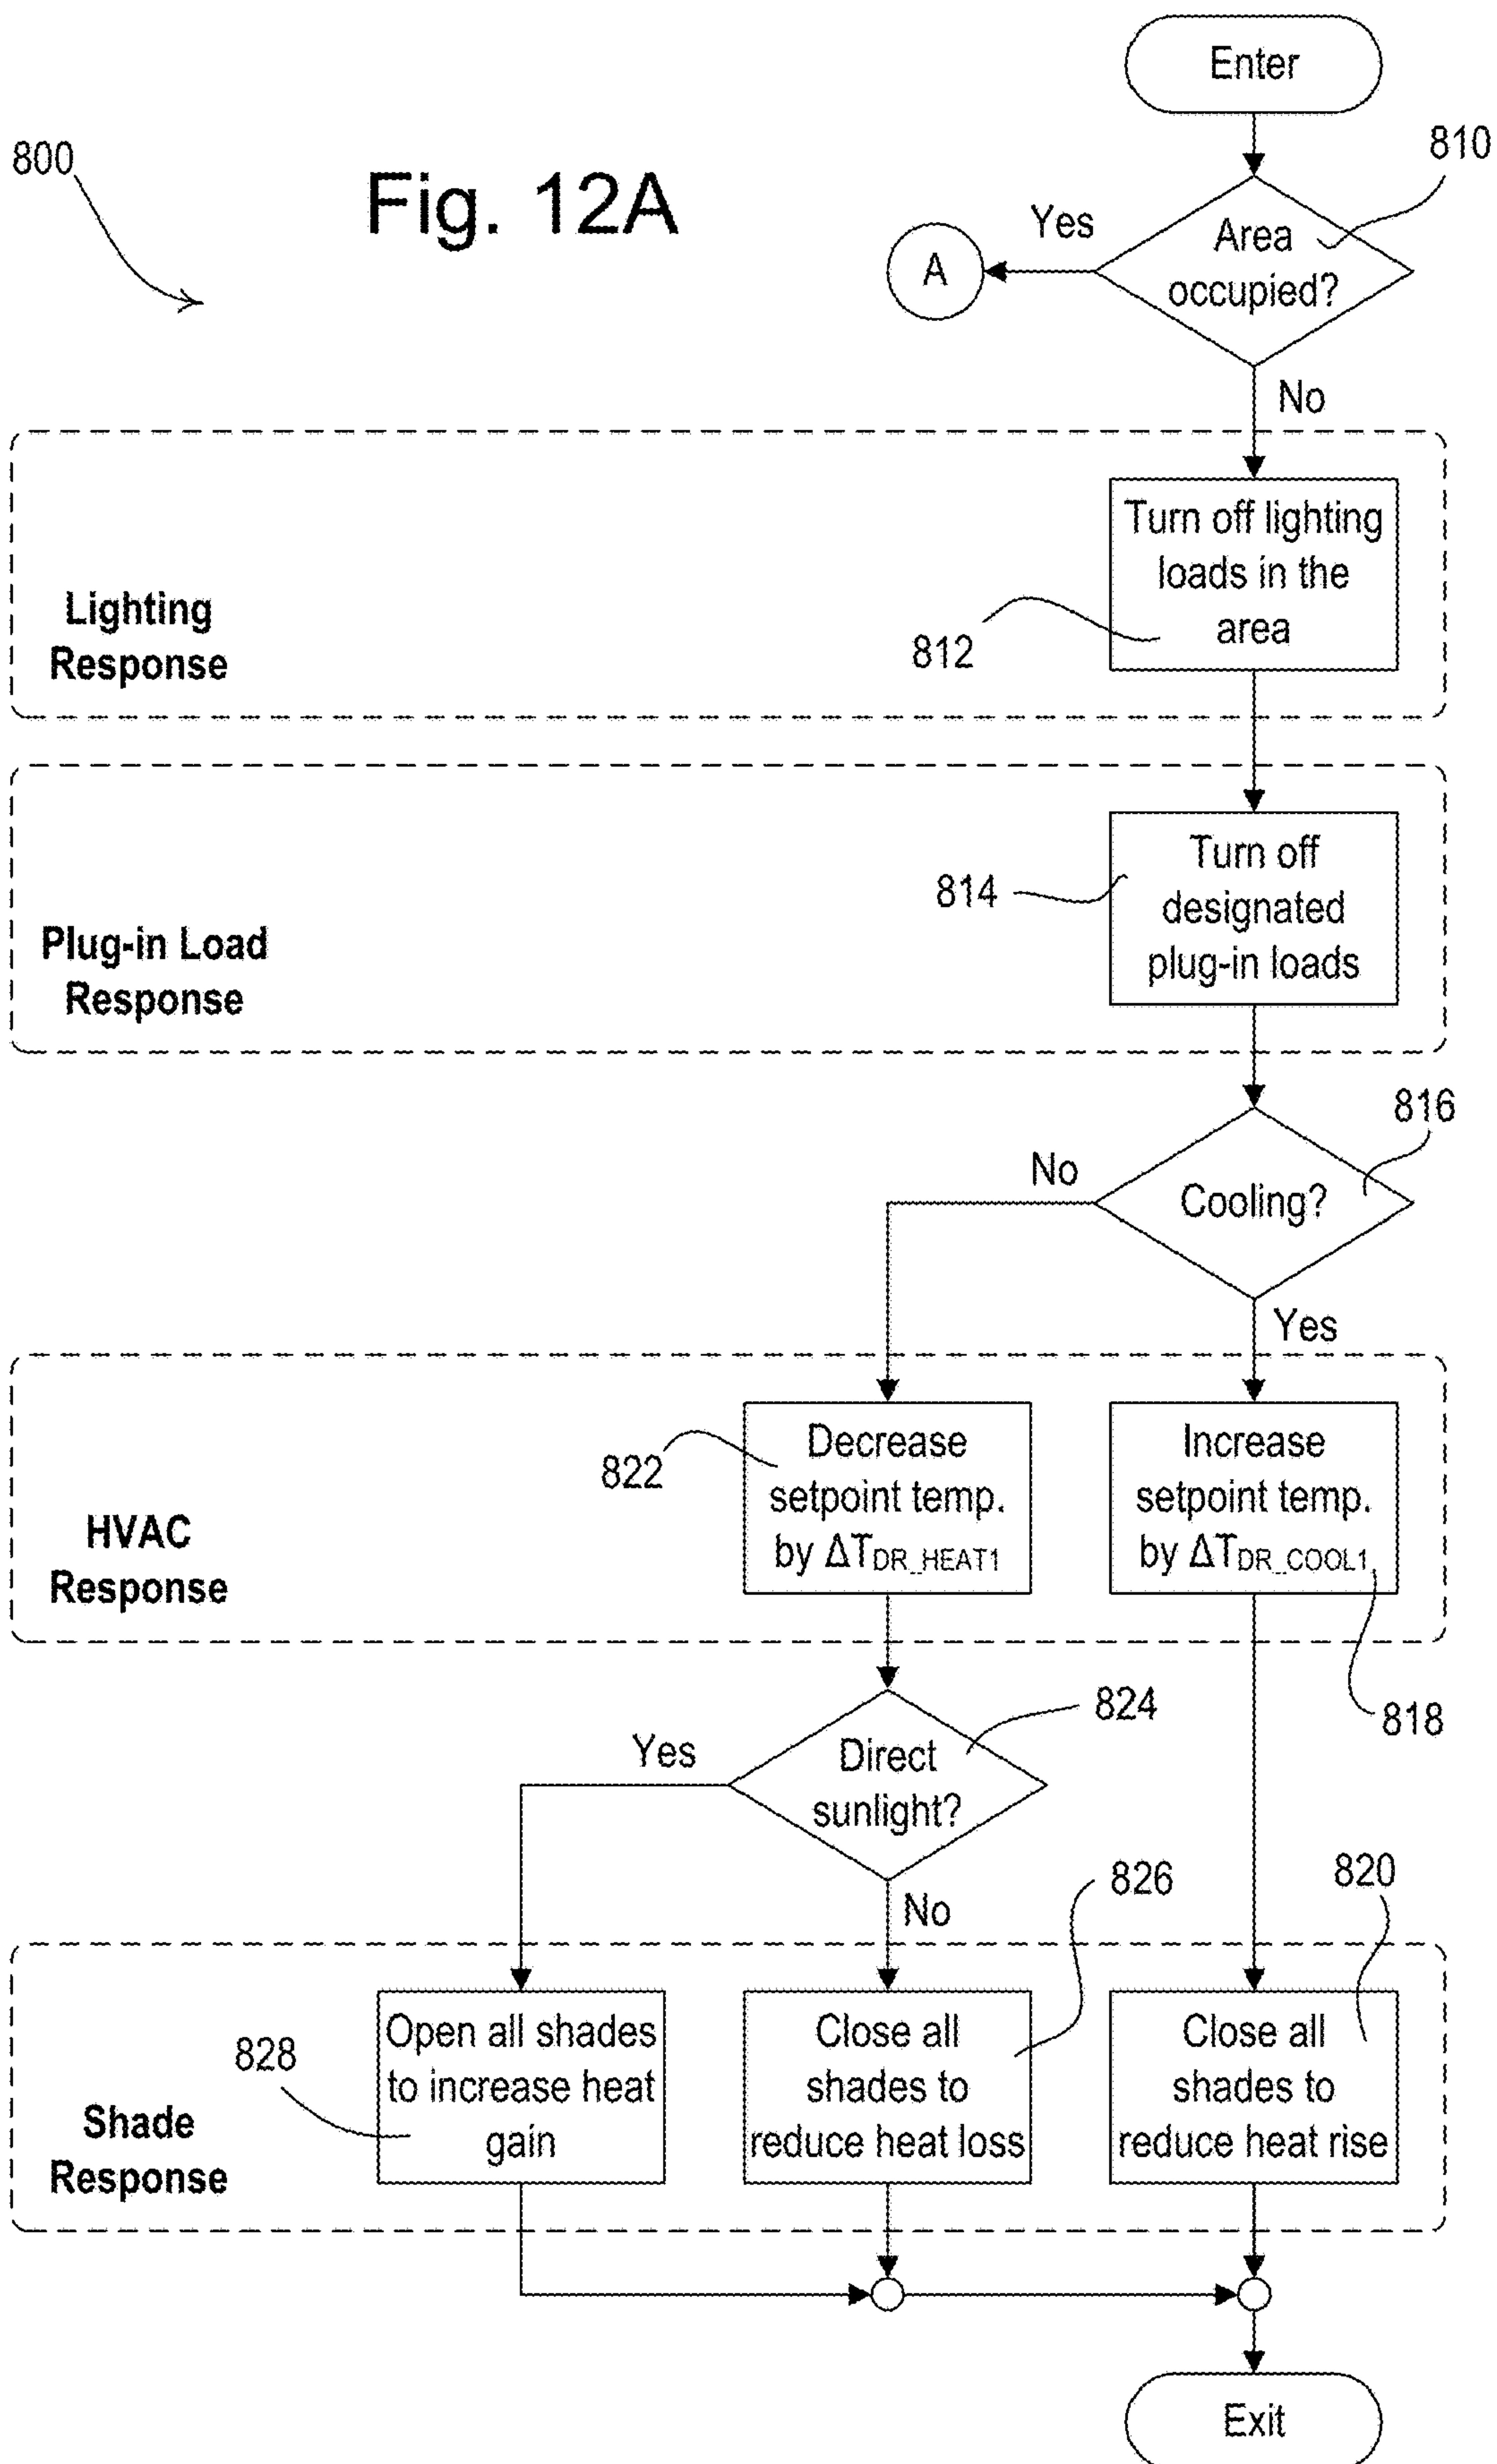 Enter
800
Fig. 12A
810
Yes
A
Area
occupied?
No
Turn off lighting
loads in the
area
812
Lighting
Response
Turn off
designated
plug-in loads
814
Plug-in Load
Response
816
No
Cooling?
Yes
Decrease
setpoint temp.
by ΔTDR_HEAT1
822
Increase
setpoint temp.
by ΔTDR_COOL1
818
HVAC
Response
824
Yes
Direct
sunlight?
No
826
820
Open all shades
to increase heat
gain
828
Close all
shades to
reduce heat loss
Close all
shades to
reduce heat rise
Shade
Response
Exit